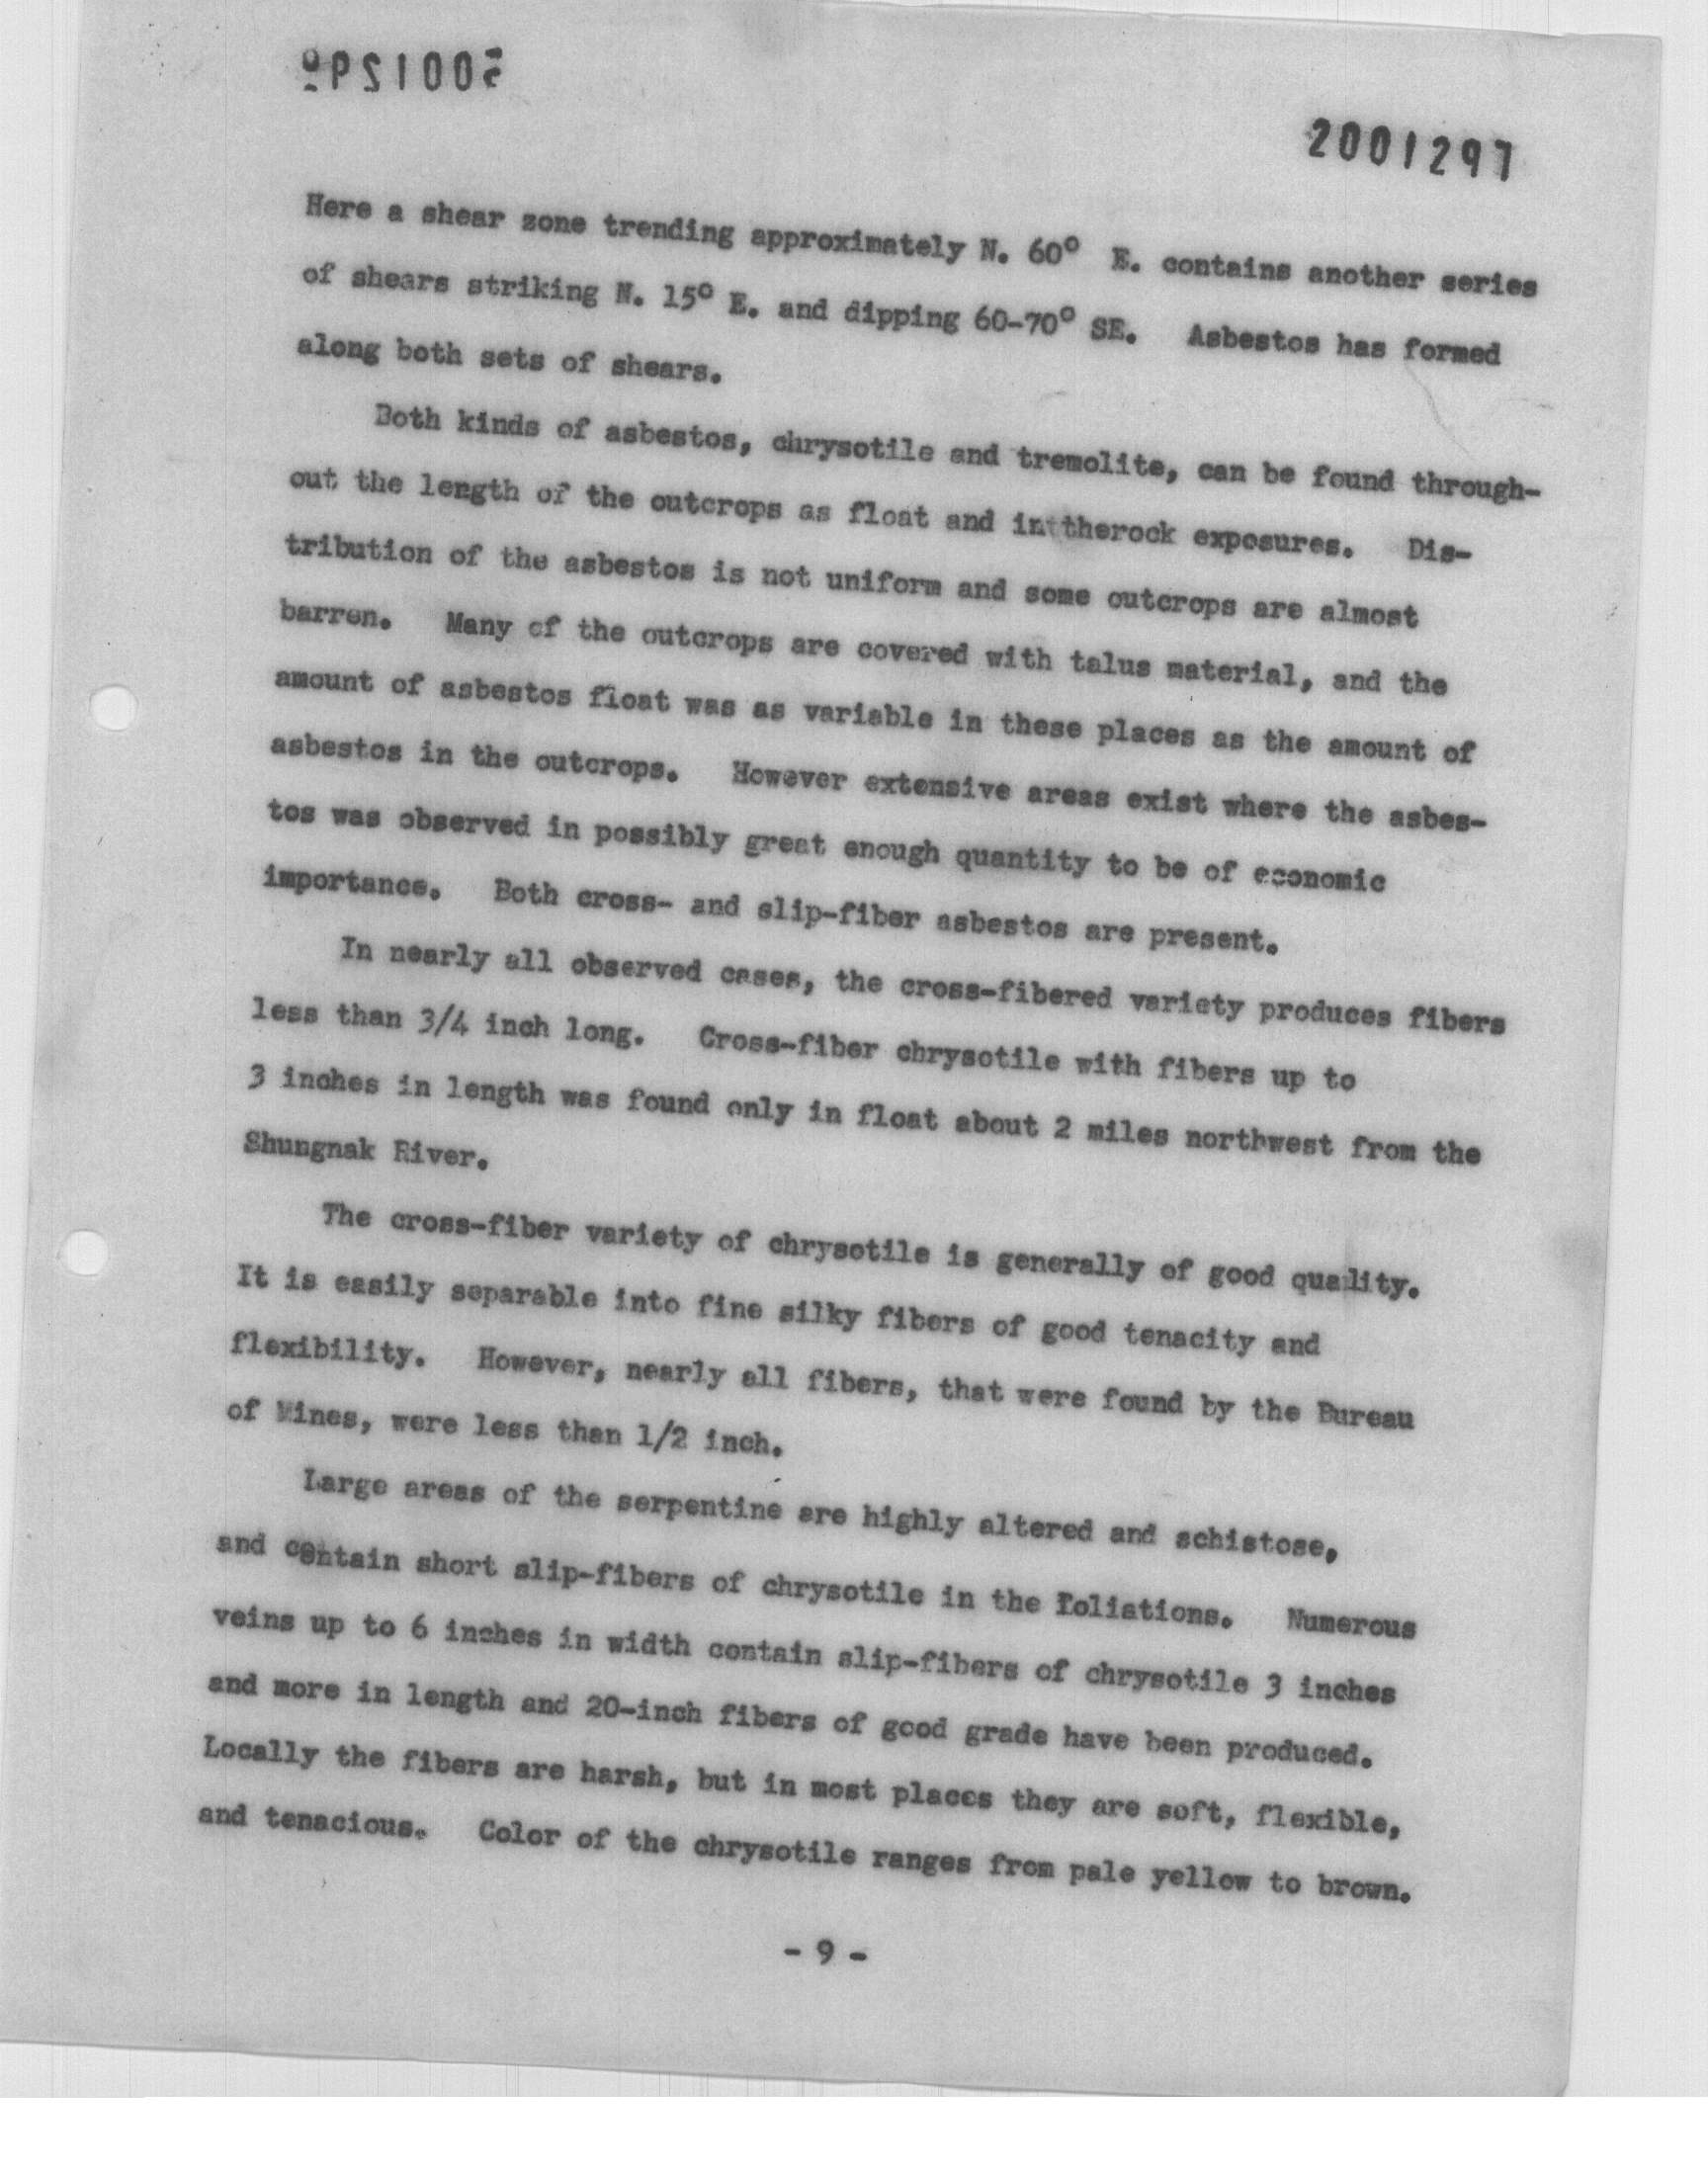 2001297
Here a shear zone trending approximately N. 60° E. contains another series
of shears striking N. 15° E. and dipping 60-70° SE. Asbestos has formed
along both sets of shears.
Both kinds of asbestos, chrysotile and tremolite, can be found through-
out the length of the outcrops as float and inttherock exposures. Dis-
tribution of the asbestos is not uniform and some outcrops are almost
barren. Many of the outcrops are covered with talus material, and the
amount of asbestos float was as variable in these places as the amount of
asbestos in the outcrops. However extensive areas exist where the asbes-
tos was observed in possibly great enough quantity to be of economic
importance. Both cross- and slip-fiber asbestos are present.
In nearly all observed cases, the cross-fibered variety produces fibers
less than 3/4 inch long. Cross-fiber chrysotile with fibers up to
3 inches in length was found only in float about 2 miles northwest from the
Shungnak River.
The cross-fiber variety of chrysotile is generally of good quality.
It is easily separable into fine silky fibers of good tenacity and
flexibility. However, nearly all fibers, that were found by the Bureau
of Mines, were less than 1/2 inch.
Large areas of the serpentine are highly altered and schistose,
and contain short slip-fibers of chrysotile in the foliations. Numerous
veins up to 6 inches in width contain slip-fibers of chrysotile 3 inches
and more in length and 20-inch fibers of good grade have been produced.
Locally the fibers are harsh, but in most places they are soft, flexible,
and tenacious. Color of the chrysotile ranges from pale yellow to brown.
- 9 -